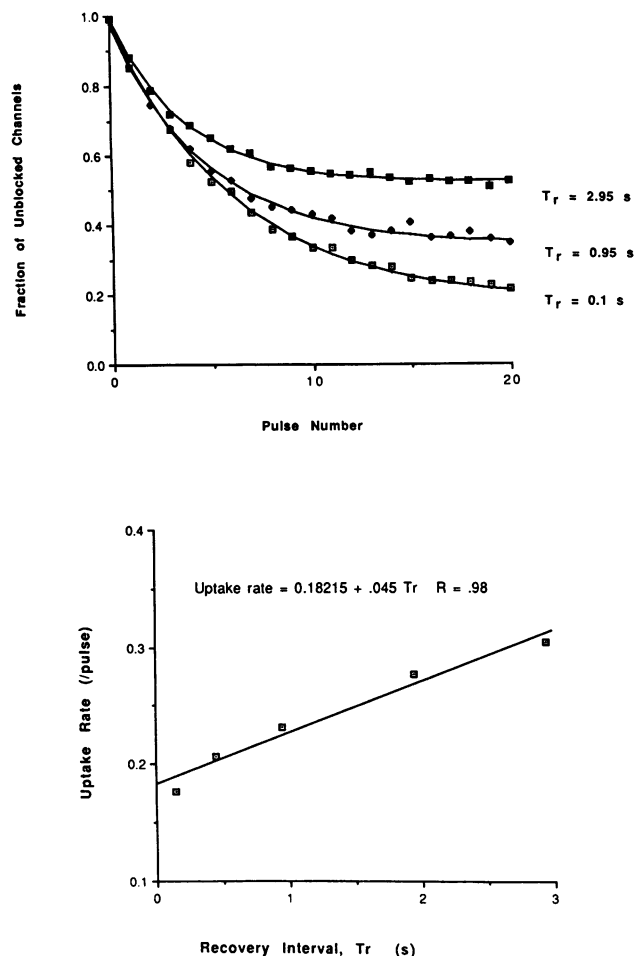 Fraction of Unblocked Channels
1.0
0.8
0.6
0.4
0.2
0.0
0
10
20
Pulse Number
Tr = 2.95 s
Tr = 0.95 s
Tr = 0.1 s
Uptake Rate (/pulse)
0.4
0.3
0.2
0.1
Uptake rate = 0.18215 + .045 Tr R = .98
0
1
2
3
Recovery Interval, Tr (s)